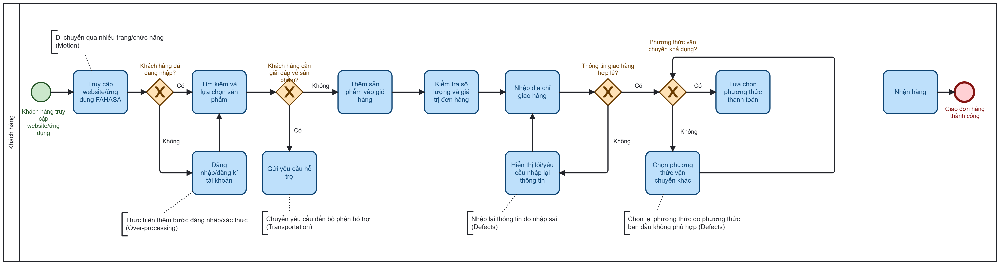 Khách hàng
Di chuyển qua nhiều trang/chức năng
(Motion)
Khách hàng truy
cập
website/ứng
dụng
Truy cập
website/ứng
dụng FAHASA
Khách hàng đã
đăng nhập?
Có
Không
Tìm kiếm và
lựa chọn sản
phẩm
Đăng
nhập/đăng kí
tài khoản
Thực hiện thêm bước đăng nhập/xác thực
(Over-processing)
Khách hàng cần
giải đáp về sản
phẩm?
Không
Có
Gửi yêu cầu hỗ
trợ
Chuyển yêu cầu đến bộ phận hỗ trợ
(Transportation)
Thêm sản
phẩm vào giỏ
hàng
Kiểm tra số
lượng và giá
trị đơn hàng
Nhập địa chỉ
giao hàng
Thông tin giao hàng
hợp lệ?
Có
Không
Hiển thị lỗi/yêu
cầu nhập lại
thông tin
Nhập lại thông tin do nhập sai
(Defects)
Phương thức vận
chuyển khả dụng?
Có
Không
Lựa chọn
phương thức
thanh toán
Chọn phương
thức vận
chuyển khác
Chọn lại phương thức do phương thức
ban đầu không phù hợp (Defects)
Nhận hàng
Giao đơn hàng
thành công